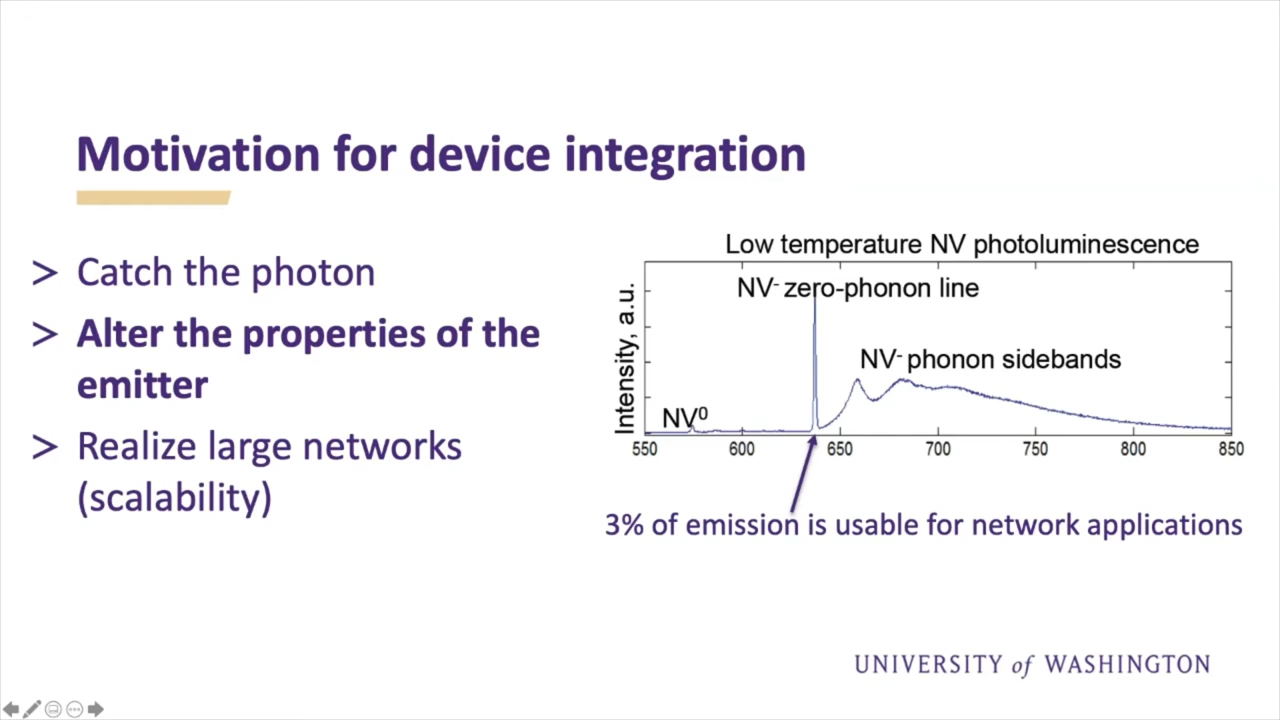 Motivation for device integration
> Catch the photon
> Alter the properties of the
emitter
> Realize large networks
(scalability)
Low temperature NV photoluminescence
NV⁻ zero-phonon line
NV⁻ phonon sidebands
NV⁰
Intensity, a.u.
550 600 650 700 750 800 850
3% of emission is usable for network applications
UNIVERSITY of WASHINGTON